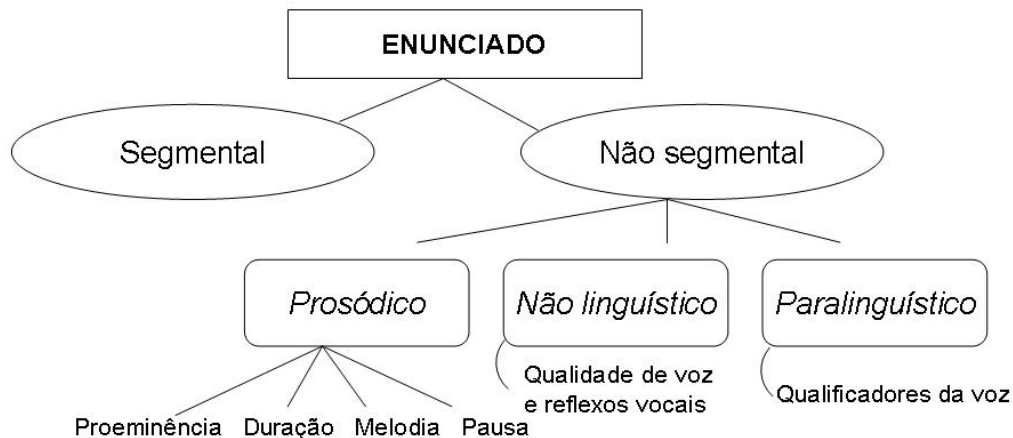 ENUNCIADO
Segmental
Não segmental
Prosódico
Não linguístico
Paralinguístico
Qualidade de voz
e reflexos vocais
Qualificadores da voz
Proeminência
Duração
Melodia
Pausa